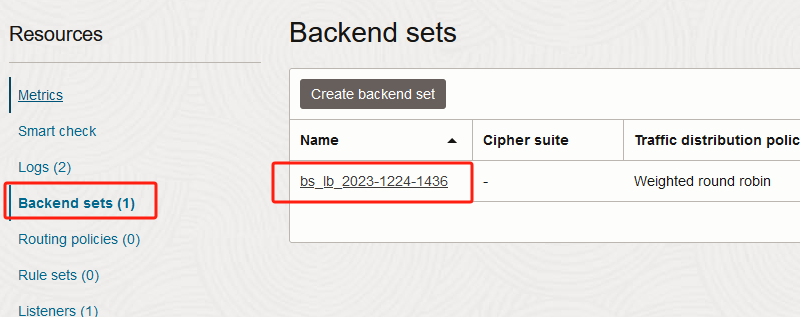 Resources
Metrics
Smart check
Logs (2)
Backend sets (1)
Routing policies (0)
Rule sets (0)
Listeners (1)
Backend sets
Create backend set
Name Cipher suite Traffic distribution polic
bs_lb_2023-1224-1436 - Weighted round robin